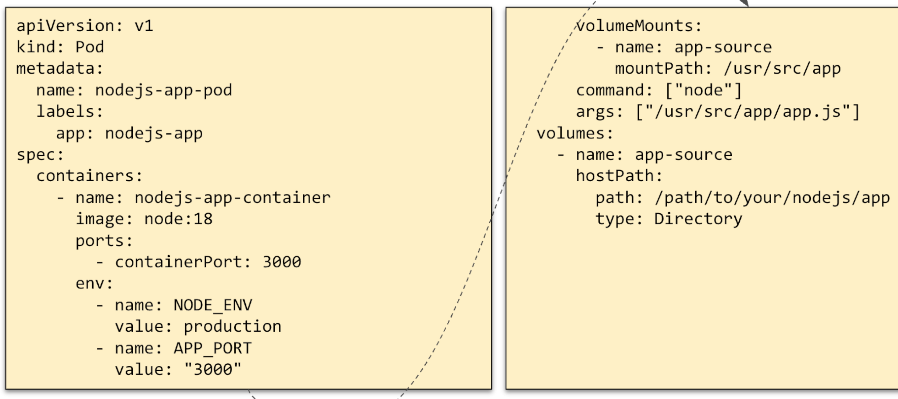 apiVersion: v1
kind: Pod
metadata:
  name: nodejs-app-pod
  labels:
    app: nodejs-app
spec:
  containers:
    - name: nodejs-app-container
      image: node:18
      ports:
        - containerPort: 3000
      env:
        - name: NODE_ENV
          value: production
        - name: APP_PORT
          value: "3000"
      volumeMounts:
        - name: app-source
          mountPath: /usr/src/app
      command: ["node"]
      args: ["/usr/src/app/app.js"]
  volumes:
    - name: app-source
      hostPath:
        path: /path/to/your/nodejs/app
        type: Directory